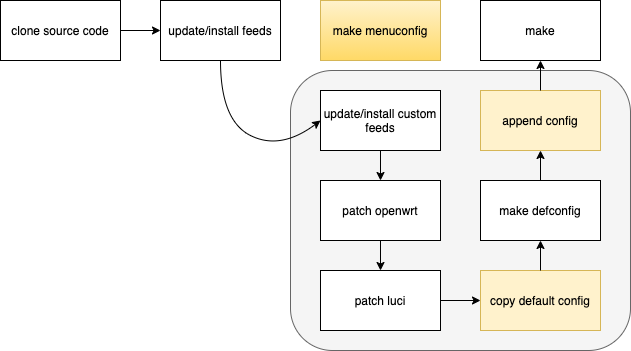 clone source code
update/install feeds
make menuconfig
make
update/install custom
feeds
append config
patch openwrt
make defconfig
patch luci
copy default config